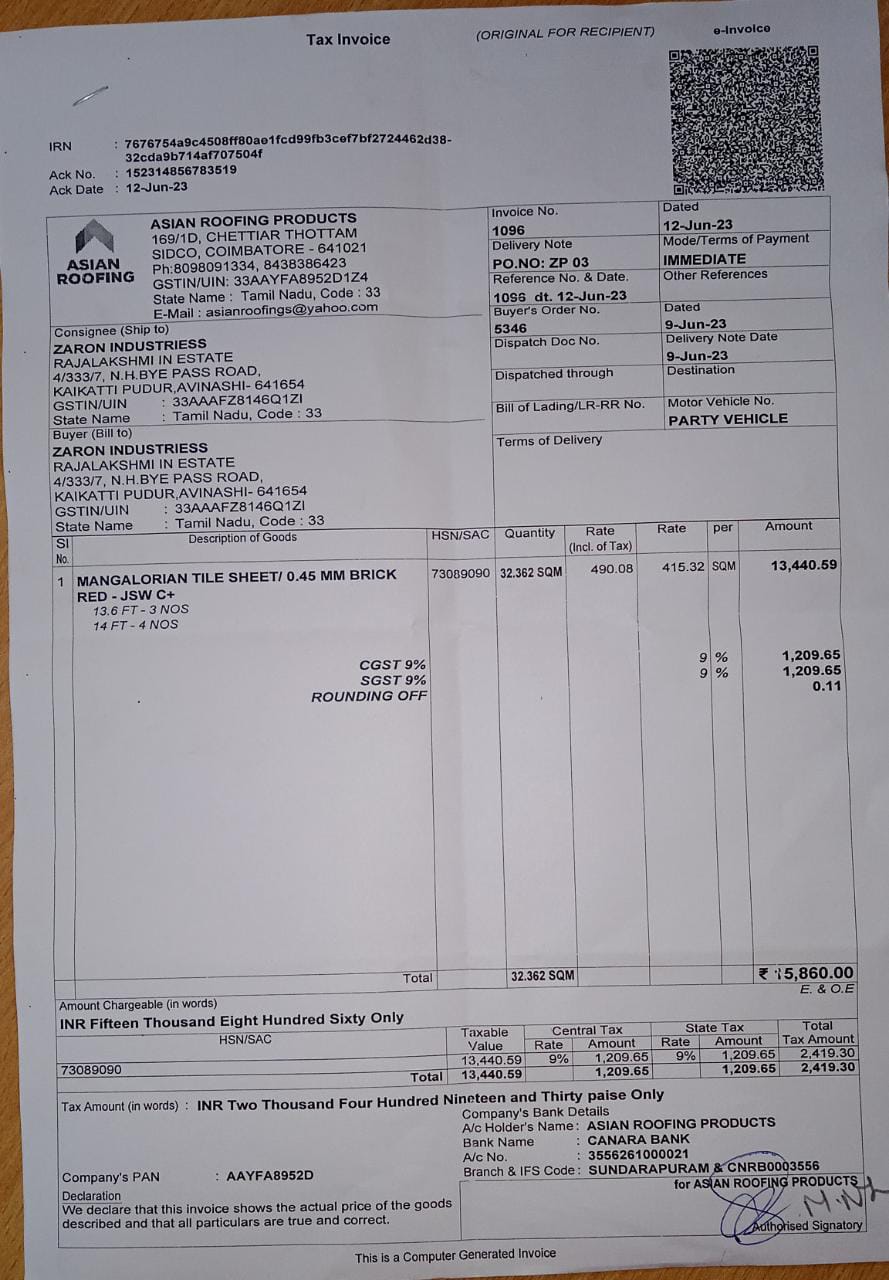 Tax Invoice
(ORIGINAL FOR RECIPIENT)
e-Invoice
IRN : 7676754a9c4508ff80ae1fcd99fb3cef7bf2724462d38-
32cda9b714af707504f
Ack No. : 152314856783519
Ack Date : 12-Jun-23
ASIAN
ROOFING
ASIAN ROOFING PRODUCTS
169/1D, CHETTIAR THOTTAM
SIDCO, COIMBATORE - 641021
Ph:8098091334, 8438386423
GSTIN/UIN: 33AAYFA8952D1Z4
State Name : Tamil Nadu, Code : 33
E-Mail : asianroofings@yahoo.com
Invoice No.
1096
Dated
12-Jun-23
Delivery Note
PO.NO: ZP 03
Mode/Terms of Payment
IMMEDIATE
Reference No. & Date.
1096 dt. 12-Jun-23
Other References
Buyer's Order No.
5346
Dated
9-Jun-23
Dispatch Doc No.
Delivery Note Date
9-Jun-23
Dispatched through
Destination
Bill of Lading/LR-RR No.
Motor Vehicle No.
PARTY VEHICLE
Terms of Delivery
Consignee (Ship to)
ZARON INDUSTRIESS
RAJALAKSHMI IN ESTATE
4/333/7, N.H.BYE PASS ROAD,
KAIKATTI PUDUR,AVINASHI- 641654
GSTIN/UIN : 33AAAFZ8146Q1ZI
State Name : Tamil Nadu, Code : 33
Buyer (Bill to)
ZARON INDUSTRIESS
RAJALAKSHMI IN ESTATE
4/333/7, N.H.BYE PASS ROAD,
KAIKATTI PUDUR,AVINASHI- 641654
GSTIN/UIN : 33AAAFZ8146Q1ZI
State Name : Tamil Nadu, Code : 33
SI No. Description of Goods HSN/SAC Quantity Rate (Incl. of Tax) Rate per Amount
1 MANGALORIAN TILE SHEET/ 0.45 MM BRICK 73089090 32.362 SQM 490.08 415.32 SQM 13,440.59
RED - JSW C+
13.6 FT - 3 NOS
14 FT - 4 NOS
CGST 9% 9 % 1,209.65
SGST 9% 9 % 1,209.65
ROUNDING OFF 0.11
Total 32.362 SQM ₹ 15,860.00
E. & O.E
Amount Chargeable (in words)
INR Fifteen Thousand Eight Hundred Sixty Only
HSN/SAC Taxable Value Central Tax State Tax Total Tax Amount
Rate Amount Rate Amount
73089090 13,440.59 9% 1,209.65 9% 1,209.65 2,419.30
Total 13,440.59 1,209.65 1,209.65 2,419.30
Tax Amount (in words) : INR Two Thousand Four Hundred Nineteen and Thirty paise Only
Company's Bank Details
A/c Holder's Name : ASIAN ROOFING PRODUCTS
Bank Name : CANARA BANK
A/c No. : 3556261000021
Branch & IFS Code : SUNDARAPURAM & CNRB0003556
Company's PAN : AAYFA8952D
Declaration
We declare that this invoice shows the actual price of the goods
described and that all particulars are true and correct.
for ASIAN ROOFING PRODUCTS
Authorised Signatory
This is a Computer Generated Invoice